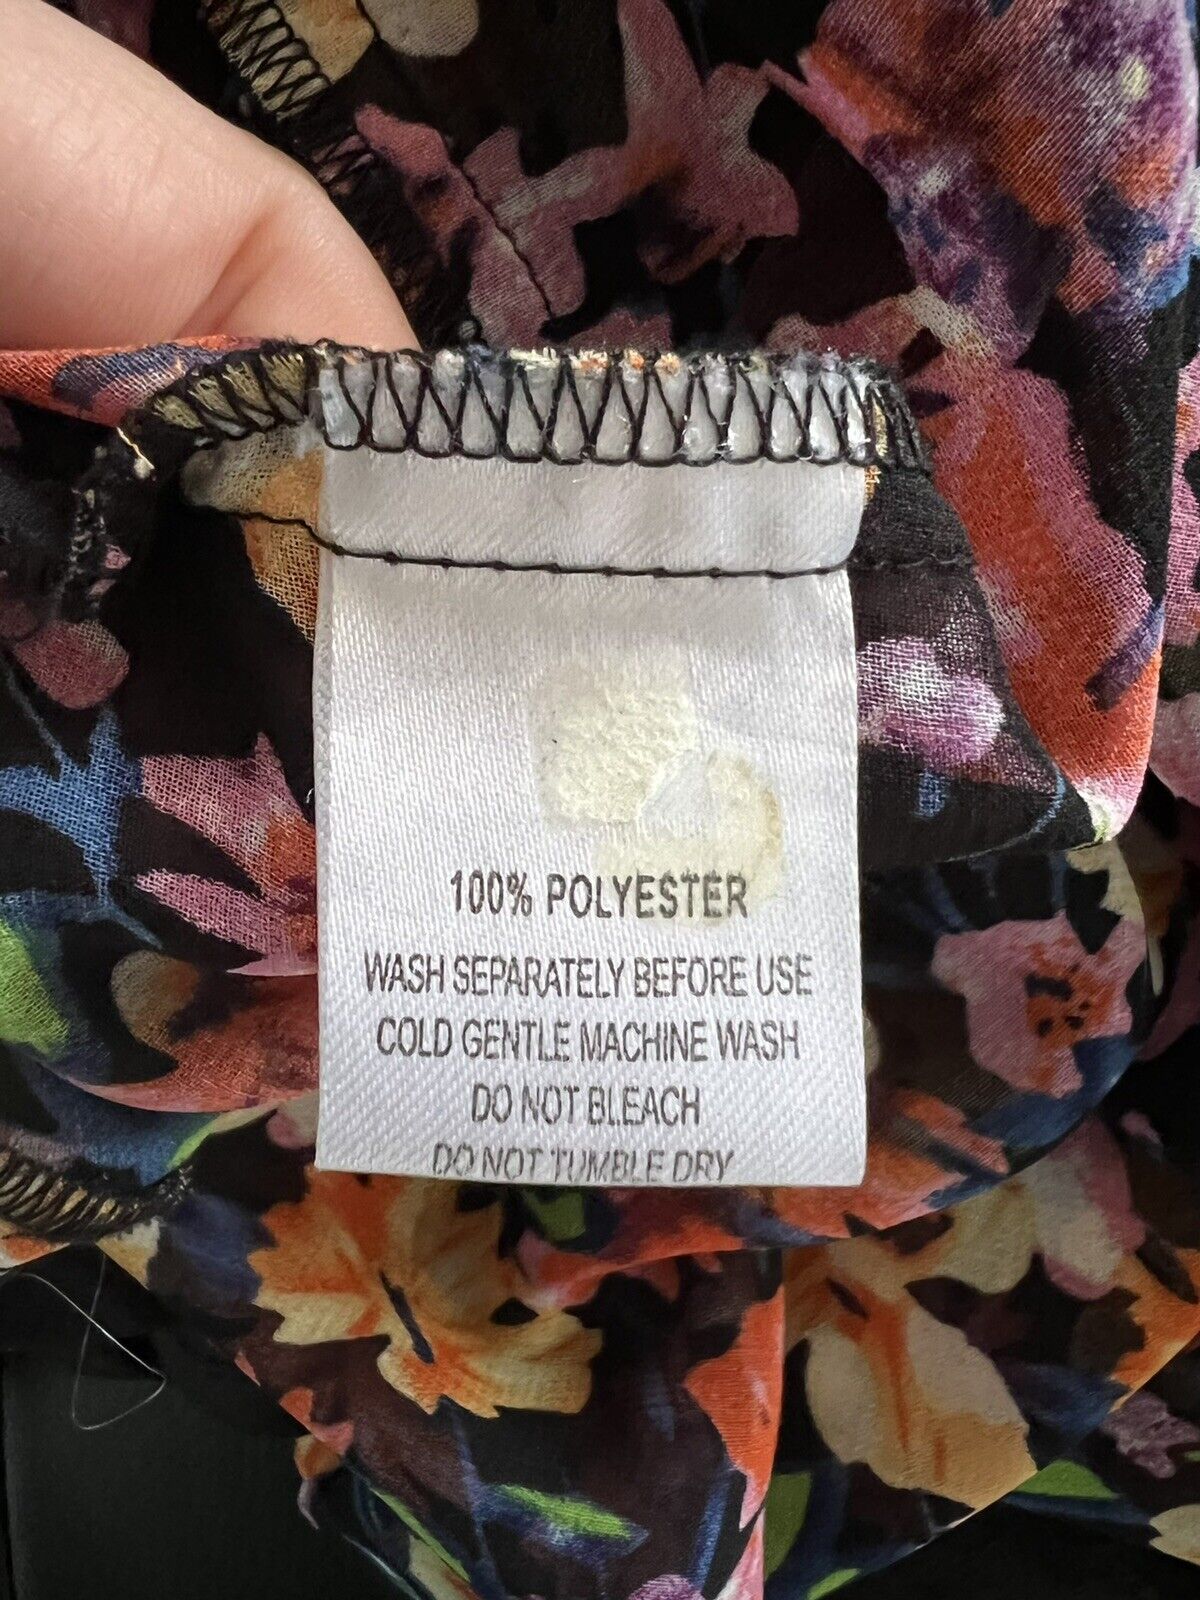 100% POLYESTER
WASH SEPARATELY BEFORE USE
COLD GENTLE MACHINE WASH
DO NOT BLEACH
DO NOT TUMBLE DRY